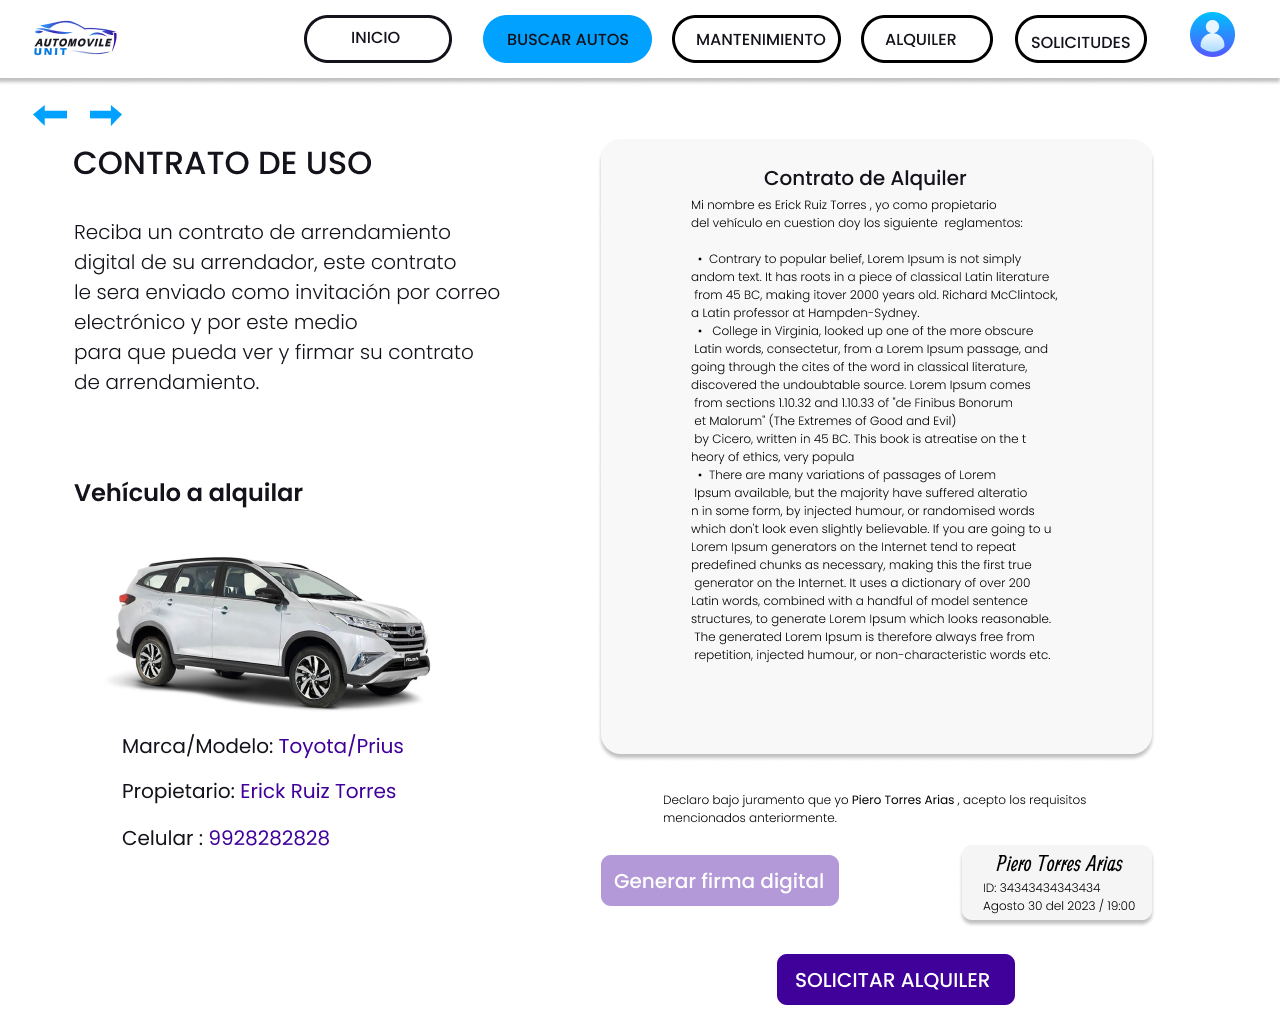 AUTOMOVILE
UNIT
INICIO
BUSCAR AUTOS
MANTENIMIENTO
ALQUILER
SOLICITUDES
CONTRATO DE USO
Reciba un contrato de arrendamiento
digital de su arrendador, este contrato
le sera enviado como invitación por correo
electrónico y por este medio
para que pueda ver y firmar su contrato
de arrendamiento.
Vehículo a alquilar
Marca/Modelo: Toyota/Prius
Propietario: Erick Ruiz Torres
Celular : 9928282828
Contrato de Alquiler
Mi nombre es Erick Ruiz Torres , yo como propietario
del vehículo en cuestion doy los siguiente  reglamentos:
• Contrary to popular belief, Lorem Ipsum is not simply
andom text. It has roots in a piece of classical Latin literature
from 45 BC, making itover 2000 years old. Richard McClintock,
a Latin professor at Hampden-Sydney.
• College in Virginia, looked up one of the more obscure
Latin words, consectetur, from a Lorem Ipsum passage, and
going through the cites of the word in classical literature,
discovered the undoubtable source. Lorem Ipsum comes
from sections 1.10.32 and 1.10.33 of "de Finibus Bonorum
et Malorum" (The Extremes of Good and Evil)
by Cicero, written in 45 BC. This book is atreatise on the t
heory of ethics, very popula
• There are many variations of passages of Lorem
Ipsum available, but the majority have suffered alteratio
n in some form, by injected humour, or randomised words
which don't look even slightly believable. If you are going to u
Lorem Ipsum generators on the Internet tend to repeat
predefined chunks as necessary, making this the first true
generator on the Internet. It uses a dictionary of over 200
Latin words, combined with a handful of model sentence
structures, to generate Lorem Ipsum which looks reasonable.
The generated Lorem Ipsum is therefore always free from
repetition, injected humour, or non-characteristic words etc.
Declaro bajo juramento que yo Piero Torres Arias , acepto los requisitos
mencionados anteriormente.
Generar firma digital
Piero Torres Arias
ID: 34343434343434
Agosto 30 del 2023 / 19:00
SOLICITAR ALQUILER